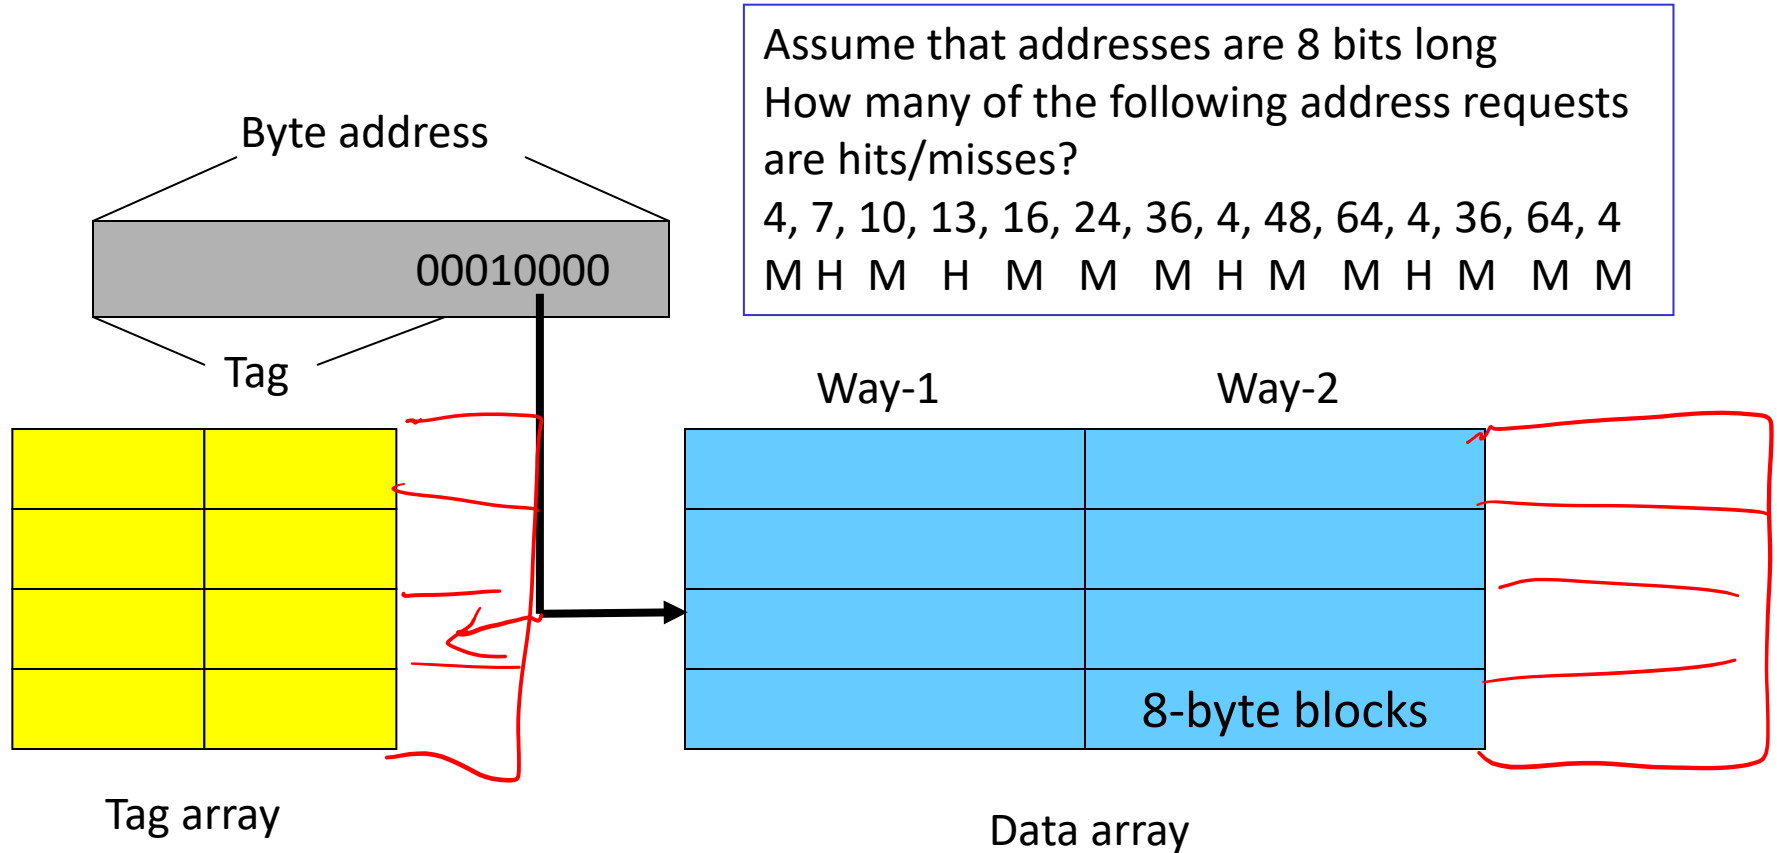 Assume that addresses are 8 bits long
How many of the following address requests
are hits/misses?
4, 7, 10, 13, 16, 24, 36, 4, 48, 64, 4, 36, 64, 4
M H M H M M M H M M H M M M
Byte address
00010000
Tag
Way-1 Way-2
8-byte blocks
Tag array
Data array